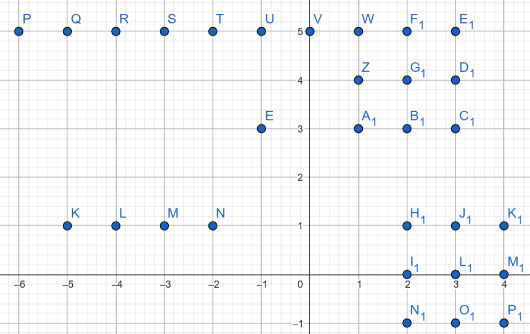 P Q R S T U V W F₁ E₁
5
Z G₁ D₁
4
E A₁ B₁ C₁
3
2
K L M N H₁ J₁ K₁
1
I₁ L₁ M₁
−6 −5 −4 −3 −2 −1 0 1 2 3 4
N₁ O₁ P₁
−1